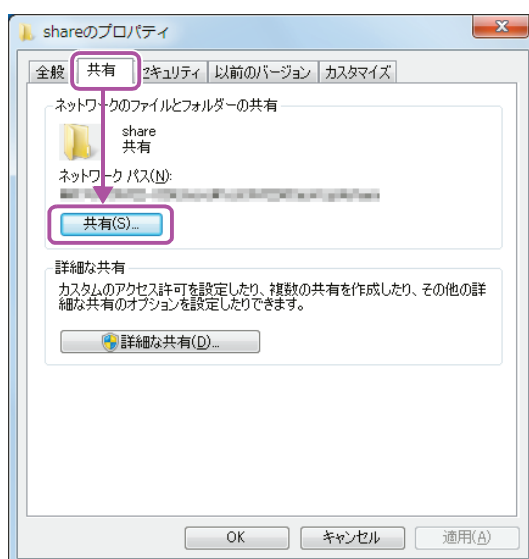 shareのプロパティ
全般 共有 セキュリティ 以前のバージョン カスタマイズ
ネットワークのファイルとフォルダーの共有
share
共有
ネットワーク パス(N):
共有(S)...
詳細な共有
カスタムのアクセス許可を設定したり、複数の共有を作成したり、その他の詳
細な共有のオプションを設定したりできます。
詳細な共有(D)...
OK キャンセル 適用(A)